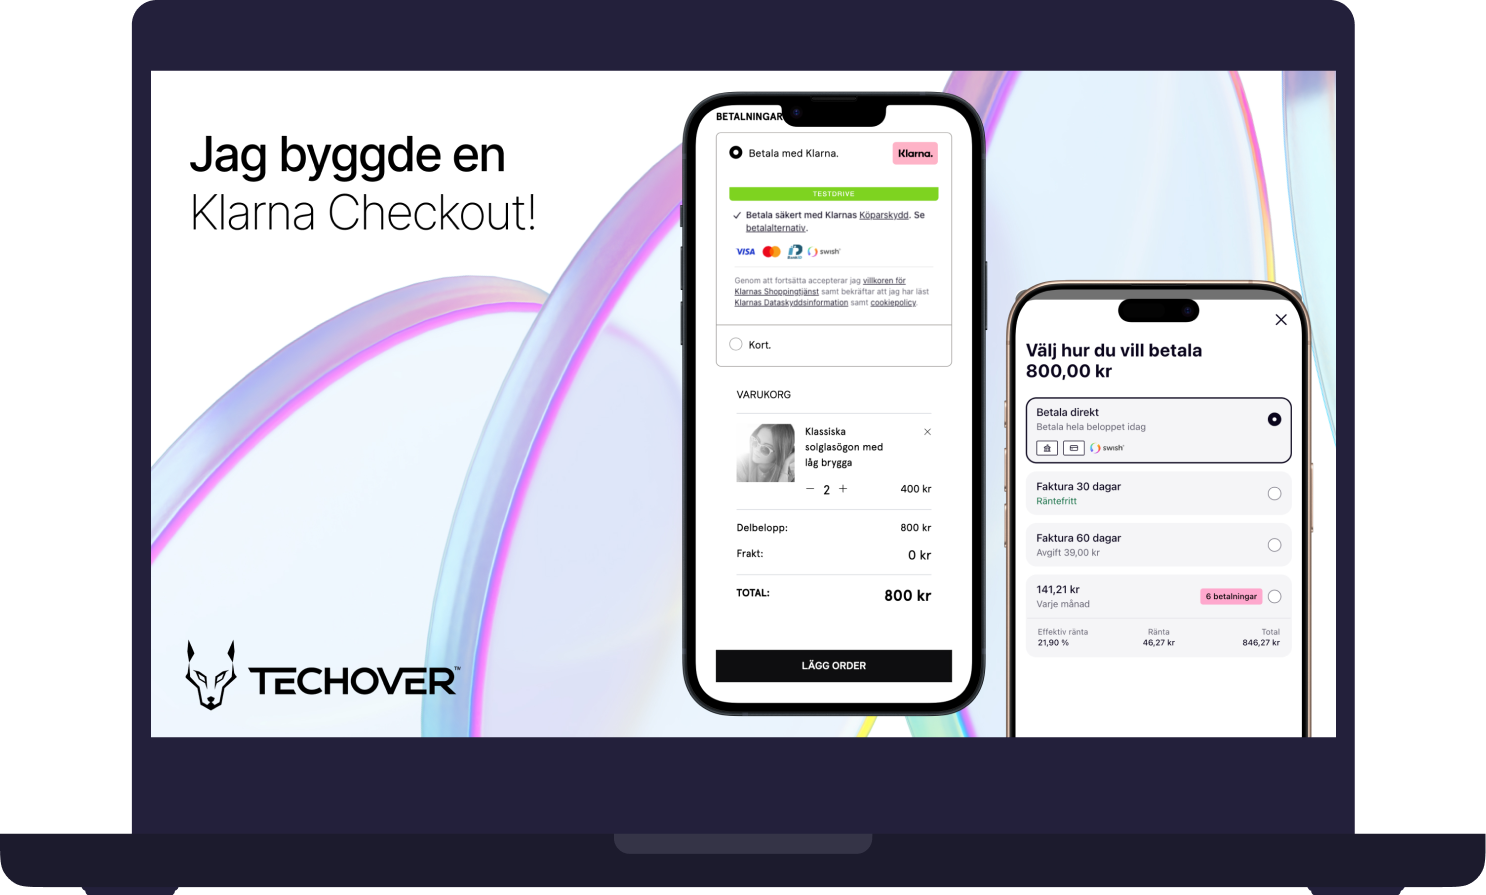 Jag byggde en
Klarna Checkout!
TECHOVER™
BETALNINGAR
Betala med Klarna.
Klarna.
TESTDRIVE
Betala säkert med Klarnas Köparskydd. Se
betalalternativ.
VISA
BankID
swish
Genom att fortsätta accepterar jag villkoren för
Klarnas Shoppingtjänst samt bekräftar att jag har läst
Klarnas Dataskyddsinformation samt cookiepolicy.
Kort.
VARUKORG
Klassiska
solglasögon med
låg brygga
2
400 kr
Delbelopp: 800 kr
Frakt: 0 kr
TOTAL: 800 kr
LÄGG ORDER
Välj hur du vill betala
800,00 kr
Betala direkt
Betala hela beloppet idag
swish
Faktura 30 dagar
Räntefritt
Faktura 60 dagar
Avgift 39,00 kr
141,21 kr
Varje månad
6 betalningar
Effektiv ränta Ränta Total
21,90 % 46,27 kr 846,27 kr